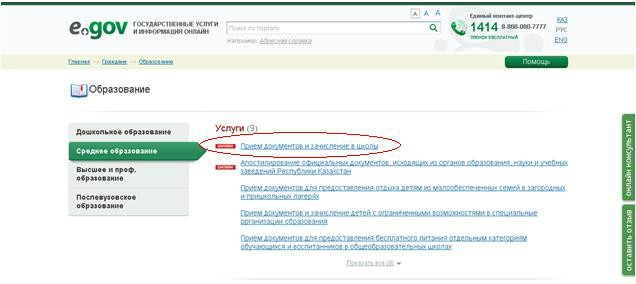 e.gov ГОСУДАРСТВЕННЫЕ УСЛУГИ
И ИНФОРМАЦИЯ ОНЛАЙН
A A A
Поиск по порталу
Например: Адресная справка
Единый контакт-центр
1414 8-800-080-7777
ЗВОНОК БЕСПЛАТНЫЙ
ҚАЗ
РУС
ENG
Главная → Граждане → Образование
Помощь
Образование
Дошкольное образование
Среднее образование
Высшее и проф.
образование
Послевузовское
образование
Услуги (9)
онлайн Прием документов и зачисление в школы
онлайн Апостилирование официальных документов, исходящих из органов образования, науки и учебных
заведений Республики Казахстан
Прием документов для предоставления отдыха детям из малообеспеченных семей в загородных
и пришкольных лагерях
Прием документов и зачисление детей с ограниченными возможностями в специальные
организации образования
Прием документов для предоставления бесплатного питания отдельным категориям
обучающихся и воспитанников в общеобразовательных школах
Показать все (9)
онлайн консультант
оставить отзыв